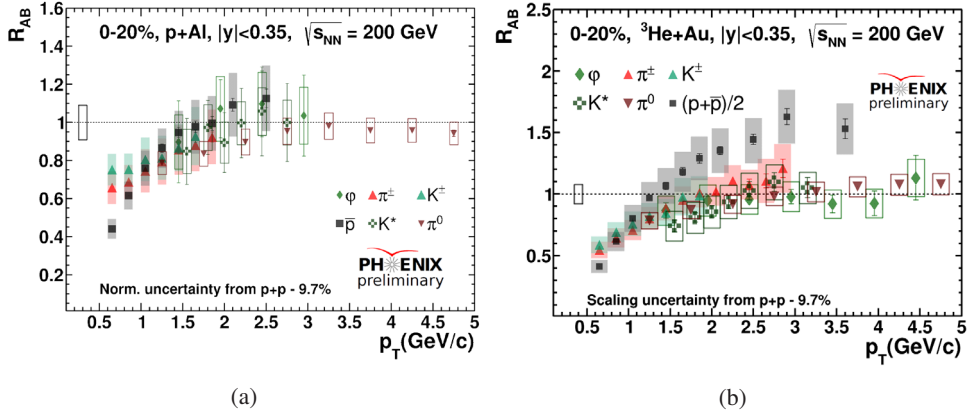 R_AB
0-20%, p+Al, |y|<0.35, √s_NN = 200 GeV
1.6
1.4
1.2
1
0.8
0.6
0.4
0.2
φ π± K±
p̅ K* π⁰
PH✳ENIX
preliminary
Norm. uncertainty from p+p - 9.7%
0.5 1 1.5 2 2.5 3 3.5 4 4.5 5
p_T(GeV/c)
(a)
R_AB
0-20%, ³He+Au, |y|<0.35, √s_NN = 200 GeV
2.5
2
1.5
1
0.5
φ π± K±
K* π⁰ (p+p̅)/2
PH✳ENIX
preliminary
Scaling uncertainty from p+p - 9.7%
0.5 1 1.5 2 2.5 3 3.5 4 4.5 5
p_T(GeV/c)
(b)